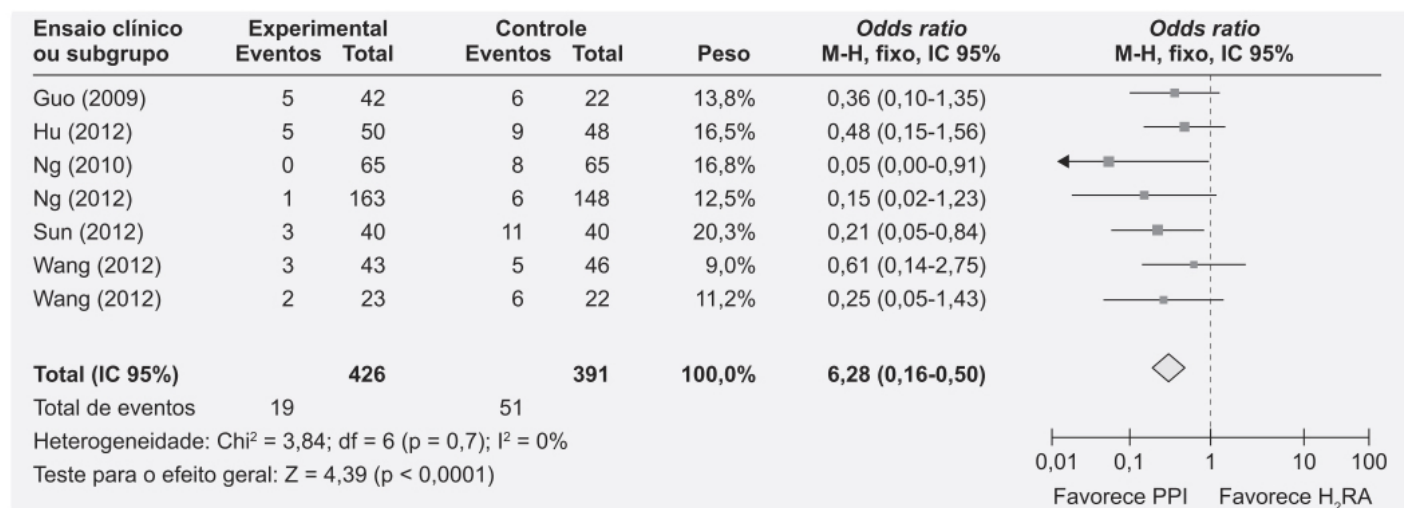 Ensaio clínico Experimental Controle Odds ratio Odds ratio
ou subgrupo Eventos Total Eventos Total Peso M-H, fixo, IC 95% M-H, fixo, IC 95%
Guo (2009) 5 42 6 22 13,8% 0,36 (0,10-1,35)
Hu (2012) 5 50 9 48 16,5% 0,48 (0,15-1,56)
Ng (2010) 0 65 8 65 16,8% 0,05 (0,00-0,91)
Ng (2012) 1 163 6 148 12,5% 0,15 (0,02-1,23)
Sun (2012) 3 40 11 40 20,3% 0,21 (0,05-0,84)
Wang (2012) 3 43 5 46 9,0% 0,61 (0,14-2,75)
Wang (2012) 2 23 6 22 11,2% 0,25 (0,05-1,43)
Total (IC 95%) 426 391 100,0% 6,28 (0,16-0,50)
Total de eventos 19 51
Heterogeneidade: Chi² = 3,84; df = 6 (p = 0,7); I² = 0%
Teste para o efeito geral: Z = 4,39 (p < 0,0001)
0,01 0,1 1 10 100
Favorece PPI Favorece H₂RA